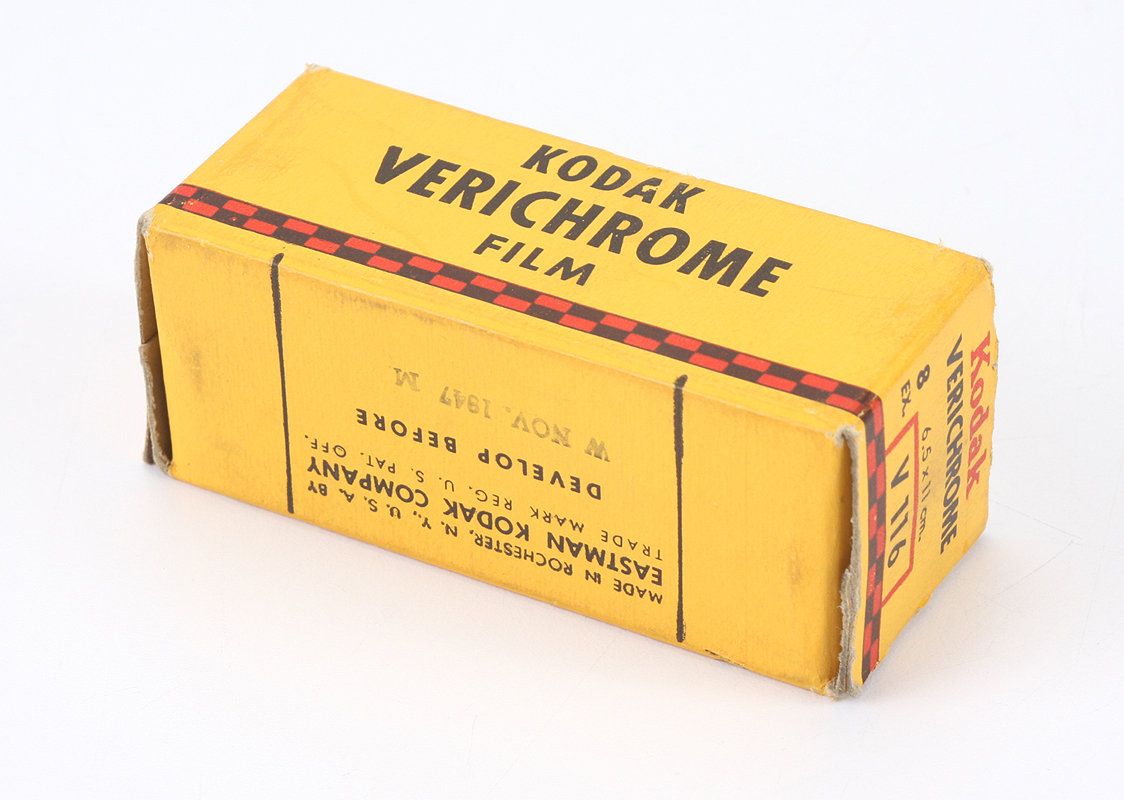 KODAK
VERICHROME
FILM
MADE IN ROCHESTER, N. Y., U. S. A. BY
EASTMAN KODAK COMPANY
TRADE MARK REG. U. S. PAT. OFF.
DEVELOP BEFORE
W NOV. 1947 M
Kodak
VERICHROME
8
EX.
6.5 x 11 cm.
V 116